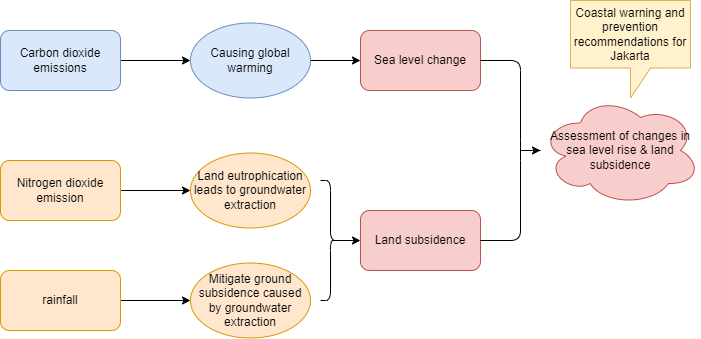 Coastal warning and
prevention
recommendations for
Jakarta
Carbon dioxide
emissions
Causing global
warming
Sea level change
Assessment of changes in
sea level rise & land
subsidence
Nitrogen dioxide
emission
Land eutrophication
leads to groundwater
extraction
Land subsidence
rainfall
Mitigate ground
subsidence caused
by groundwater
extraction